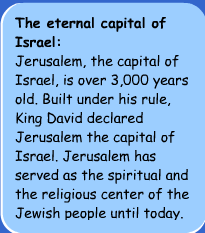 The eternal capital of
Israel:
Jerusalem, the capital of
Israel, is over 3,000 years
old. Built under his rule,
King David declared
Jerusalem the capital of
Israel. Jerusalem has
served as the spiritual and
the religious center of the
Jewish people until today.